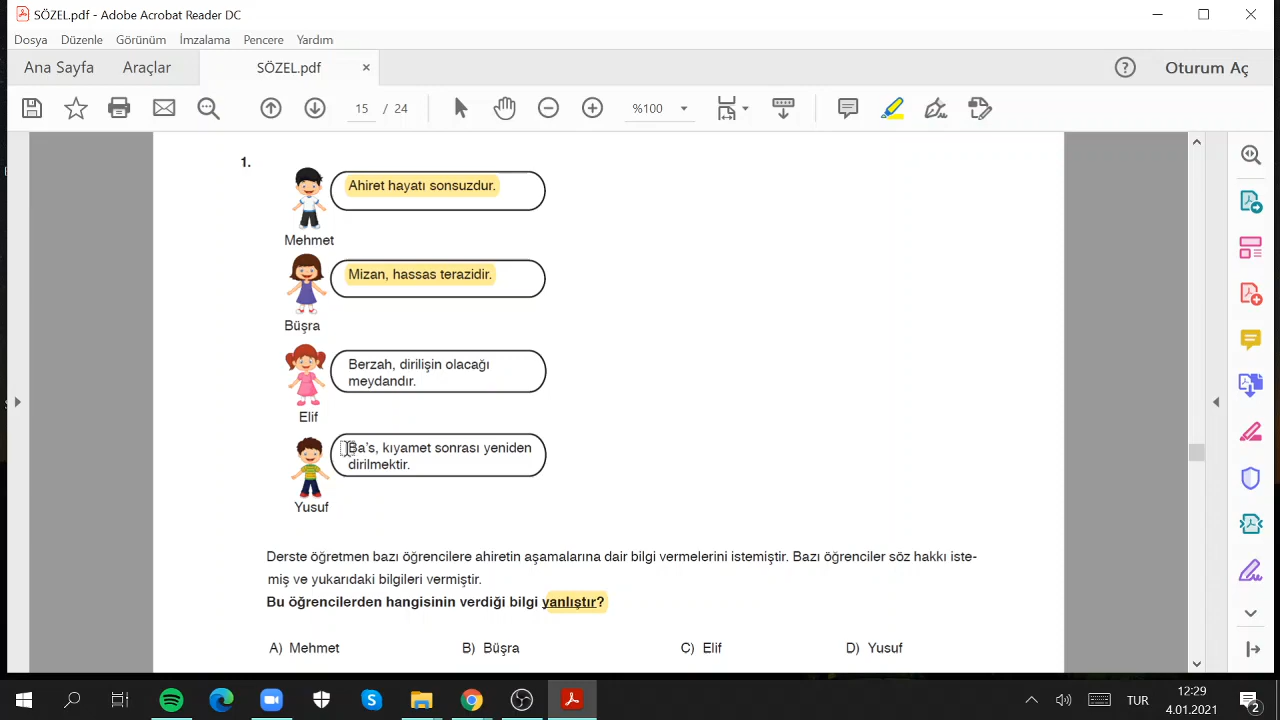 SÖZEL.pdf - Adobe Acrobat Reader DC
Dosya Düzenle Görünüm İmzalama Pencere Yardım
Ana Sayfa Araçlar SÖZEL.pdf × ? Oturum Aç
15 / 24 %100
1.
Ahiret hayatı sonsuzdur.
Mehmet
Mizan, hassas terazidir.
Büşra
Berzah, dirilişin olacağı
meydandır.
Elif
Ba's, kıyamet sonrası yeniden
dirilmektir.
Yusuf
Derste öğretmen bazı öğrencilere ahiretin aşamalarına dair bilgi vermelerini istemiştir. Bazı öğrenciler söz hakkı iste-
miş ve yukarıdaki bilgileri vermiştir.
Bu öğrencilerden hangisinin verdiği bilgi yanlıştır?
A) Mehmet B) Büşra C) Elif D) Yusuf
TUR 12:29
4.01.2021 2